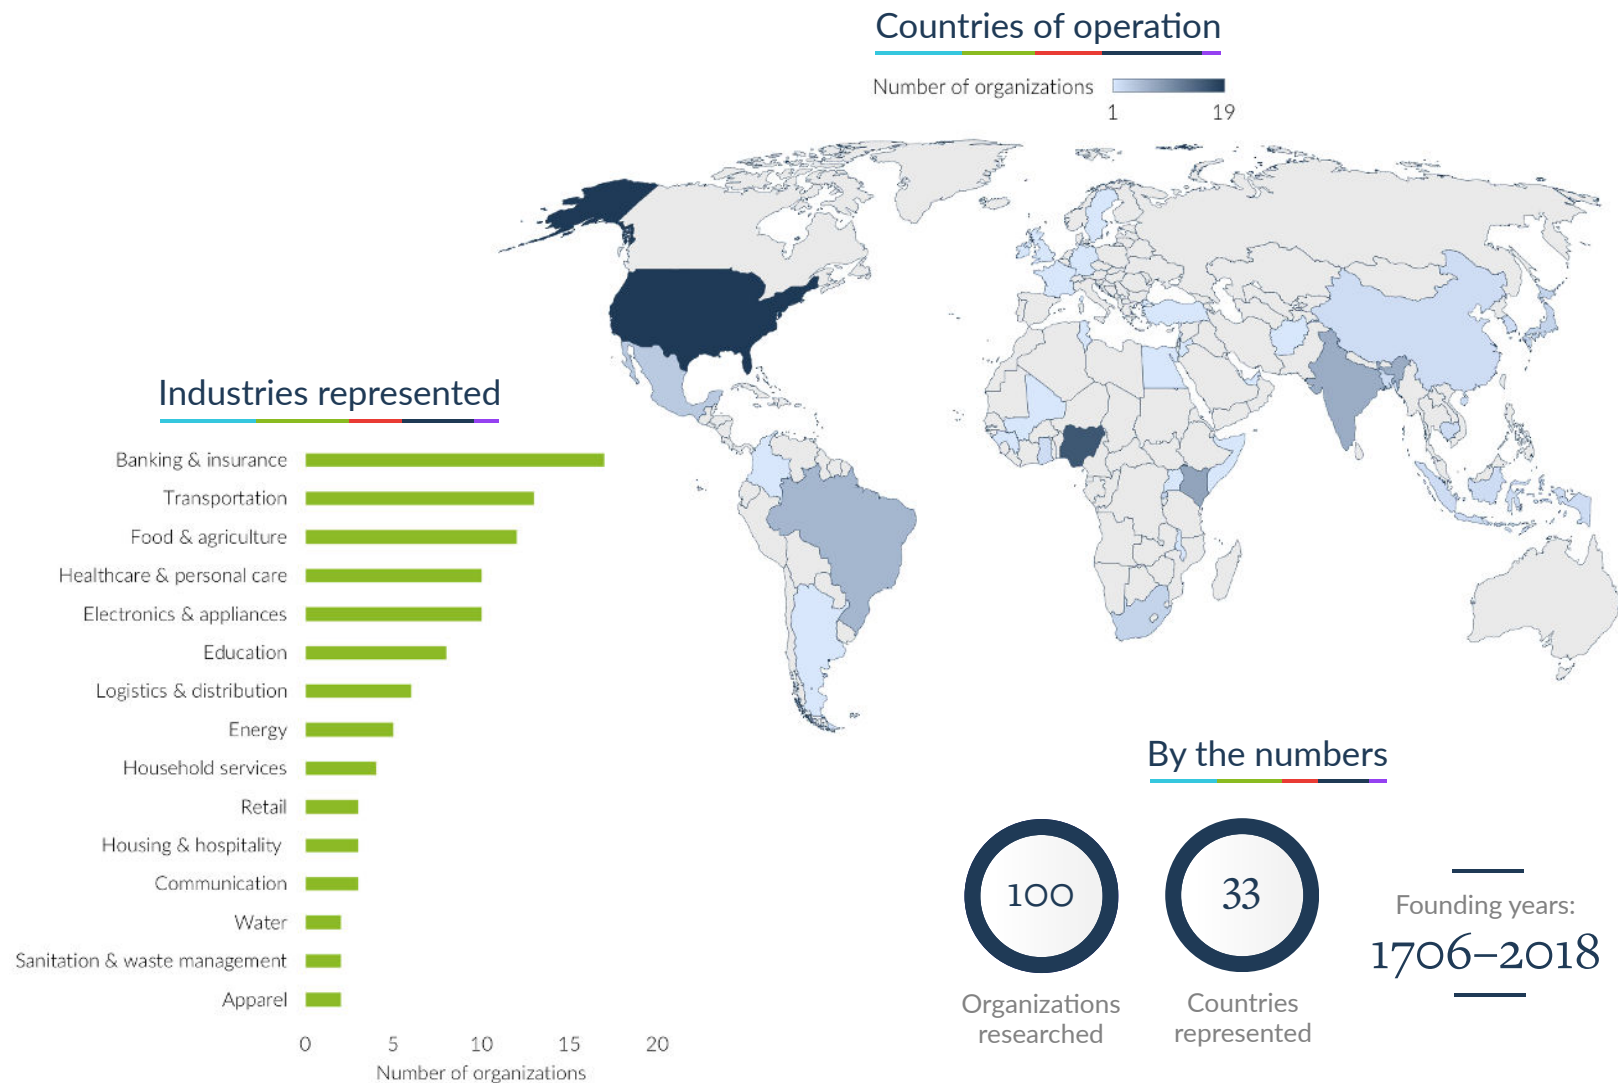 Countries of operation
Number of organizations
1 19
Industries represented
Banking & insurance
Transportation
Food & agriculture
Healthcare & personal care
Electronics & appliances
Education
Logistics & distribution
Energy
Household services
Retail
Housing & hospitality
Communication
Water
Sanitation & waste management
Apparel
0 5 10 15 20
Number of organizations
By the numbers
100
Organizations
researched
33
Countries
represented
Founding years:
1706–2018